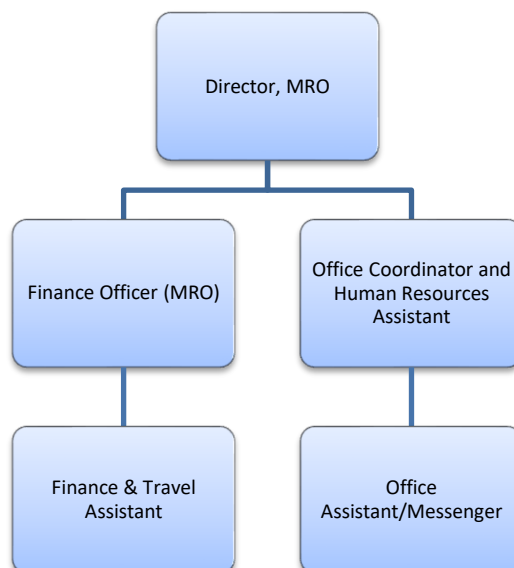 Director, MRO
Finance Officer (MRO)
Office Coordinator and
Human Resources
Assistant
Finance & Travel
Assistant
Office
Assistant/Messenger